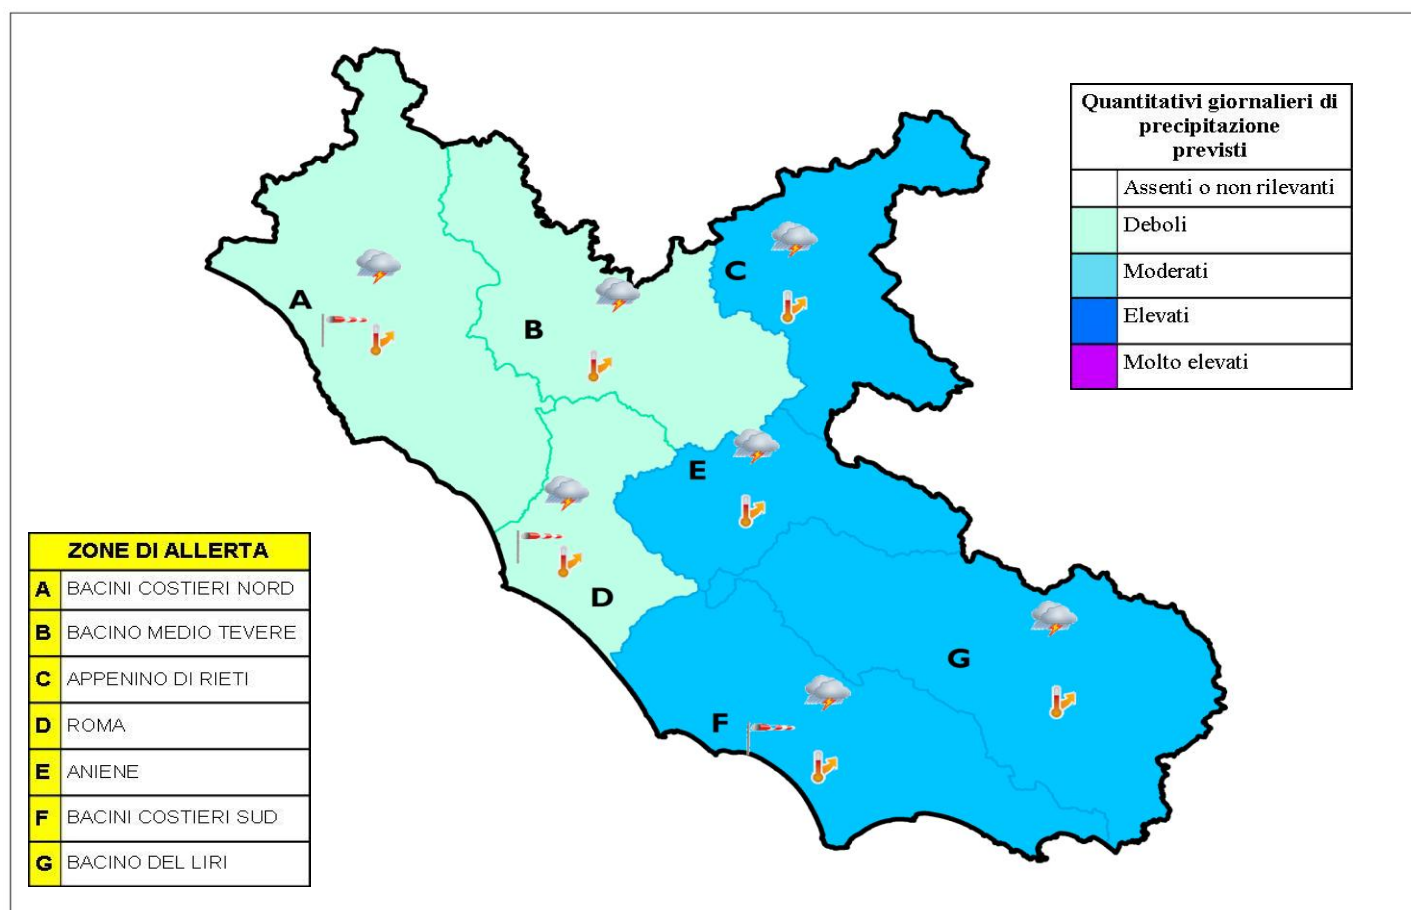 Quantitativi giornalieri di
precipitazione
previsti
Assenti o non rilevanti
Deboli
Moderati
Elevati
Molto elevati
A
B
C
D
E
F
G
ZONE DI ALLERTA
A BACINI COSTIERI NORD
B BACINO MEDIO TEVERE
C APPENINO DI RIETI
D ROMA
E ANIENE
F BACINI COSTIERI SUD
G BACINO DEL LIRI